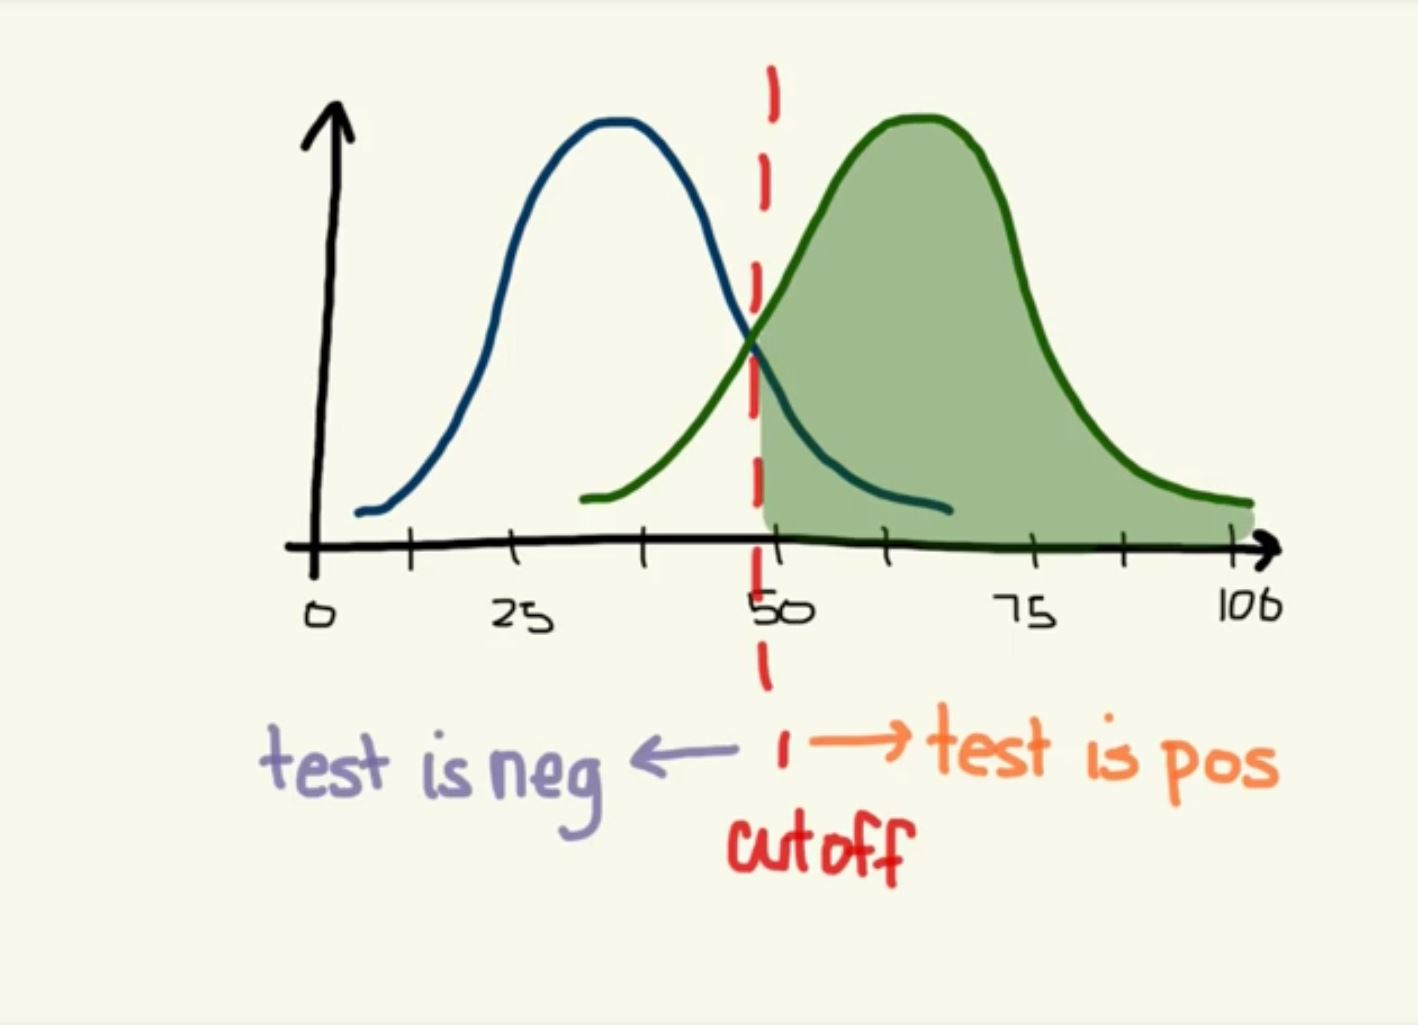 0 25 50 75 100
test is neg ← | → test is pos
cutoff